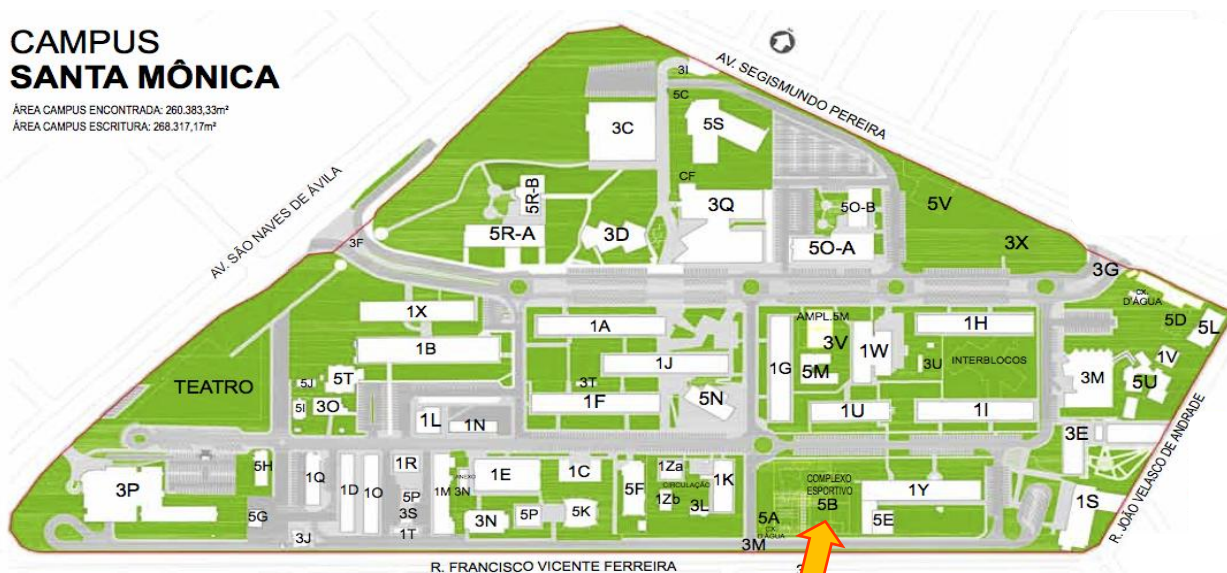 CAMPUS
SANTA MÔNICA
ÁREA CAMPUS ENCONTRADA: 260.383,33m²
ÁREA CAMPUS ESCRITURA: 268.317,17m²
AV. SEGISMUNDO PEREIRA
AV. SÃO NAVES DE ÁVILA
3I
5C
3C
5S
CF
5R-B
3Q
5O-B
5V
5R-A
3D
5O-A
3X
3F
3G
CX.
D'ÁGUA
5D
5L
1X
1A
AMPL.5M
3V
1H
1B
1J
1G
1W
3U
INTERBLOCOS
1V
TEATRO
5J
5T
3T
5M
3M
5U
5I
3O
1F
5N
1U
1I
1L
1N
3E
R. JOÃO VELASCO DE ANDRADE
5H
1Q
1D
1O
1R
1M
ANEXO
3N
1E
1C
5F
1Za
CIRCULAÇÃO
1K
COMPLEXO
ESPORTIVO
5B
1Y
3P
5P
3S
1Zb
3L
1S
5G
3J
1T
3N
5P
5K
5A
CX.
D'ÁGUA
5E
3M
R. FRANCISCO VICENTE FERREIRA